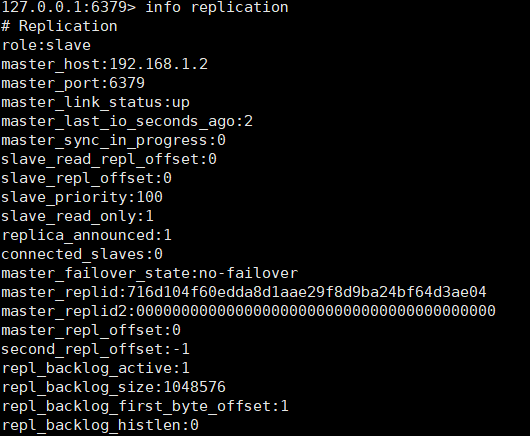 127.0.0.1:6379> info replication
# Replication
role:slave
master_host:192.168.1.2
master_port:6379
master_link_status:up
master_last_io_seconds_ago:2
master_sync_in_progress:0
slave_read_repl_offset:0
slave_repl_offset:0
slave_priority:100
slave_read_only:1
replica_announced:1
connected_slaves:0
master_failover_state:no-failover
master_replid:716d104f60edda8d1aae29f8d9ba24bf64d3ae04
master_replid2:0000000000000000000000000000000000000000
master_repl_offset:0
second_repl_offset:-1
repl_backlog_active:1
repl_backlog_size:1048576
repl_backlog_first_byte_offset:1
repl_backlog_histlen:0